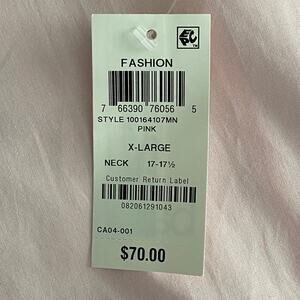 EPC™
FASHION
7 66390 76056 5
STYLE 100164107MN
PINK
X-LARGE
NECK 17-17½
Customer Return Label
082061291043
CA04-001
$70.00